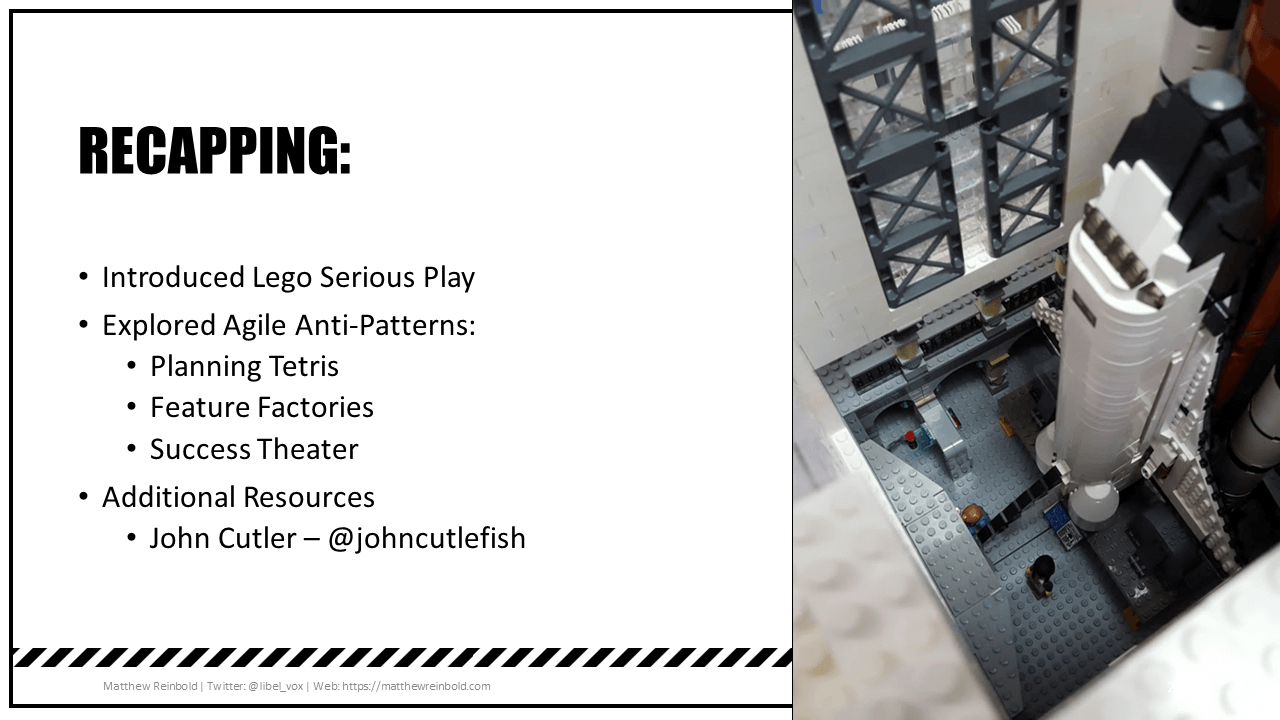 RECAPPING:
• Introduced Lego Serious Play
• Explored Agile Anti-Patterns:
• Planning Tetris
• Feature Factories
• Success Theater
• Additional Resources
• John Cutler – @johncutlefish
Matthew Reinbold | Twitter: @libel_vox | Web: https://matthewreinbold.com